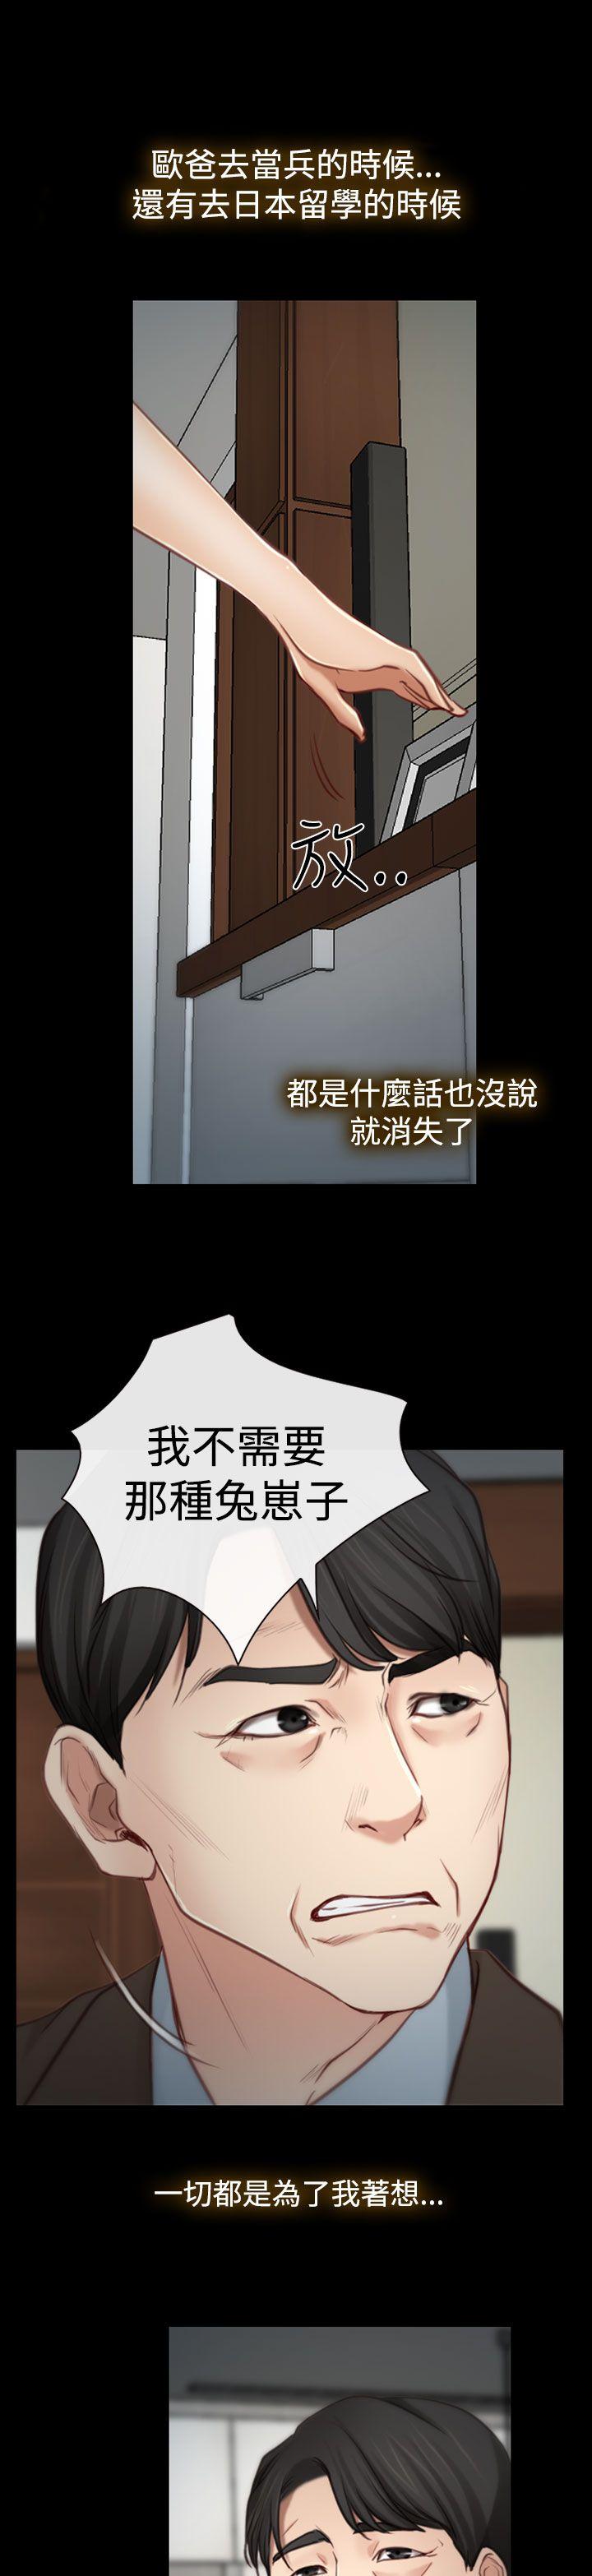 歐爸去當兵的時候...
還有去日本留學的時候
放..
都是什麼話也沒說
就消失了
我不需要
那種兔崽子
一切都是為了我著想...